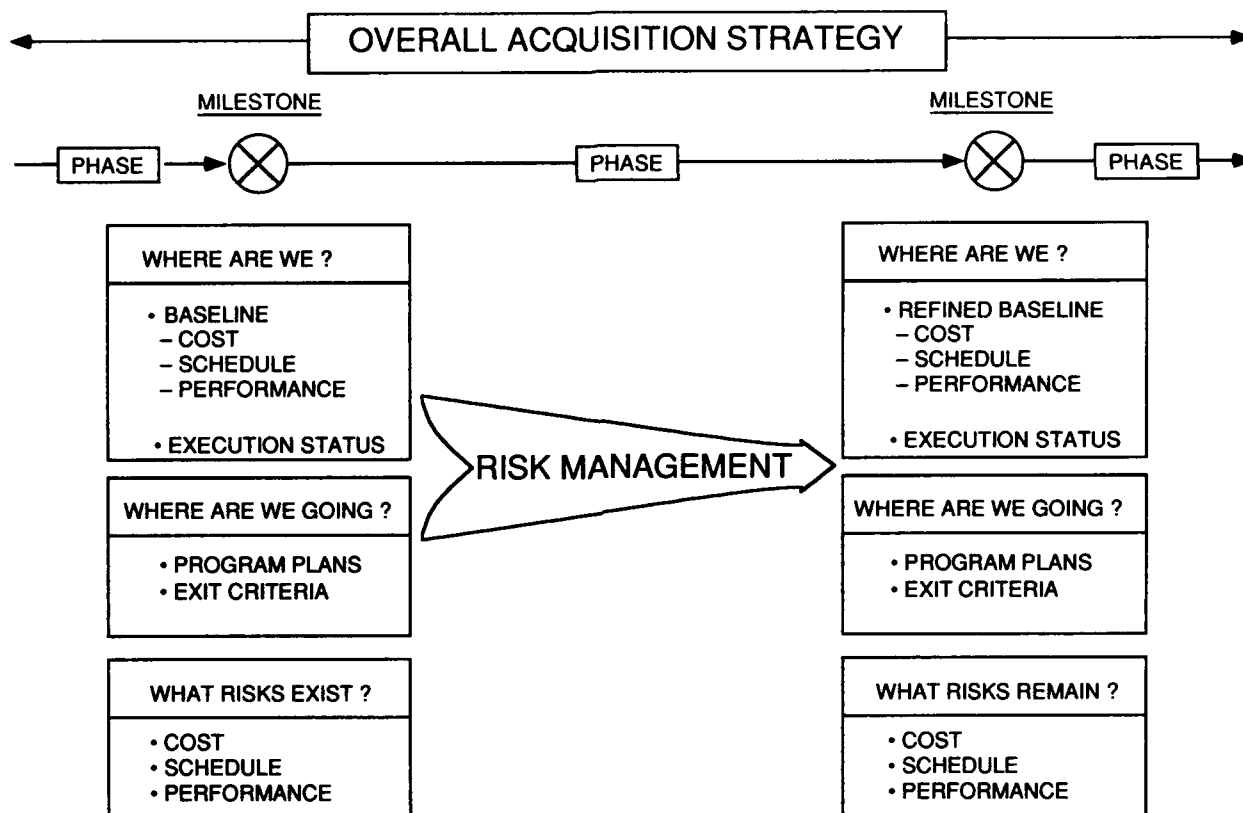 OVERALL ACQUISITION STRATEGY
MILESTONE
MILESTONE
PHASE
PHASE
PHASE
WHERE ARE WE ?
• BASELINE
– COST
– SCHEDULE
– PERFORMANCE
• EXECUTION STATUS
WHERE ARE WE GOING ?
• PROGRAM PLANS
• EXIT CRITERIA
WHAT RISKS EXIST ?
• COST
• SCHEDULE
• PERFORMANCE
RISK MANAGEMENT
WHERE ARE WE ?
• REFINED BASELINE
– COST
– SCHEDULE
– PERFORMANCE
• EXECUTION STATUS
WHERE ARE WE GOING ?
• PROGRAM PLANS
• EXIT CRITERIA
WHAT RISKS REMAIN ?
• COST
• SCHEDULE
• PERFORMANCE